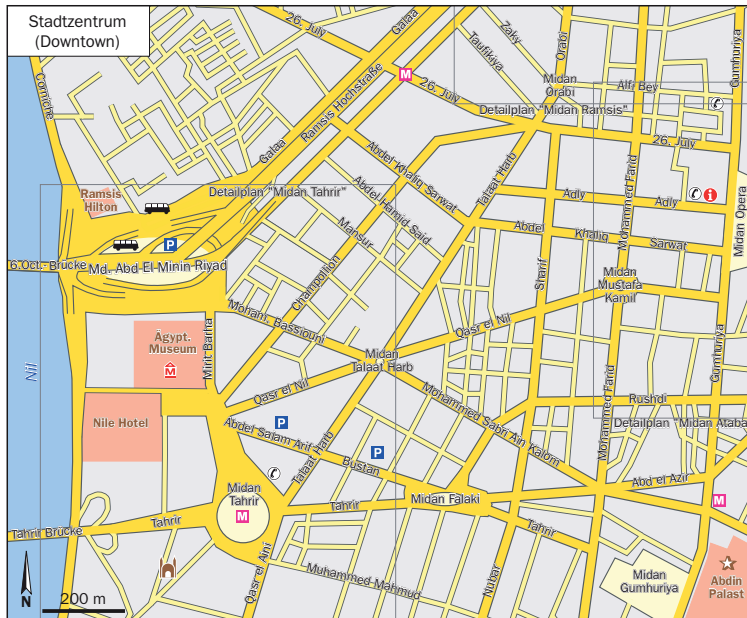 Stadtzentrum
(Downtown)
26. July
Galaa
Zaky
Taufikiya
Orabi
Gumhuriya
Corniche
M
26. July
Midan
Orabi
Alfi Bey
Ramsis Hochstraße
Detailplan "Midan Ramsis"
26. July
Galaa
Abdel Khaliq Sarwat
Talaat Harb
Mohammed Farid
Ramsis
Hilton
Detailplan "Midan Tahrir"
Abdel Hamid Said
Adly
Adly
i
Mansur
Abdel
Khaliq
Sarwat
Midan Opera
P
6.Oct.- Brücke
Md. Abd-El-Minin Riyad
Champollion
Sharif
Midan
Mustafa
Kamil
Moham. Bassiouni
Qasr el Nil
Ägypt.
Museum
M
Mirit Basha
Midan
Talaat Harb
Gumhuriya
Nil
Qasr el Nil
Mohammed Farid
Nile Hotel
Mohammed Sabri Ain Kalom
Rushdi
P
Abdel Salam Arif
Detailplan "Midan Ataba
P
Bustan
Talaat Harb
Abd el Aziz
Midan
Tahrir
M
Tahrir
Midan Falaki
M
Tahrir Brücke
Tahrir
Tahrir
Qasr el Aini
Muhammed Mahmud
Nubar
Midan
Gumhuriya
Abdin
Palast
N
200 m